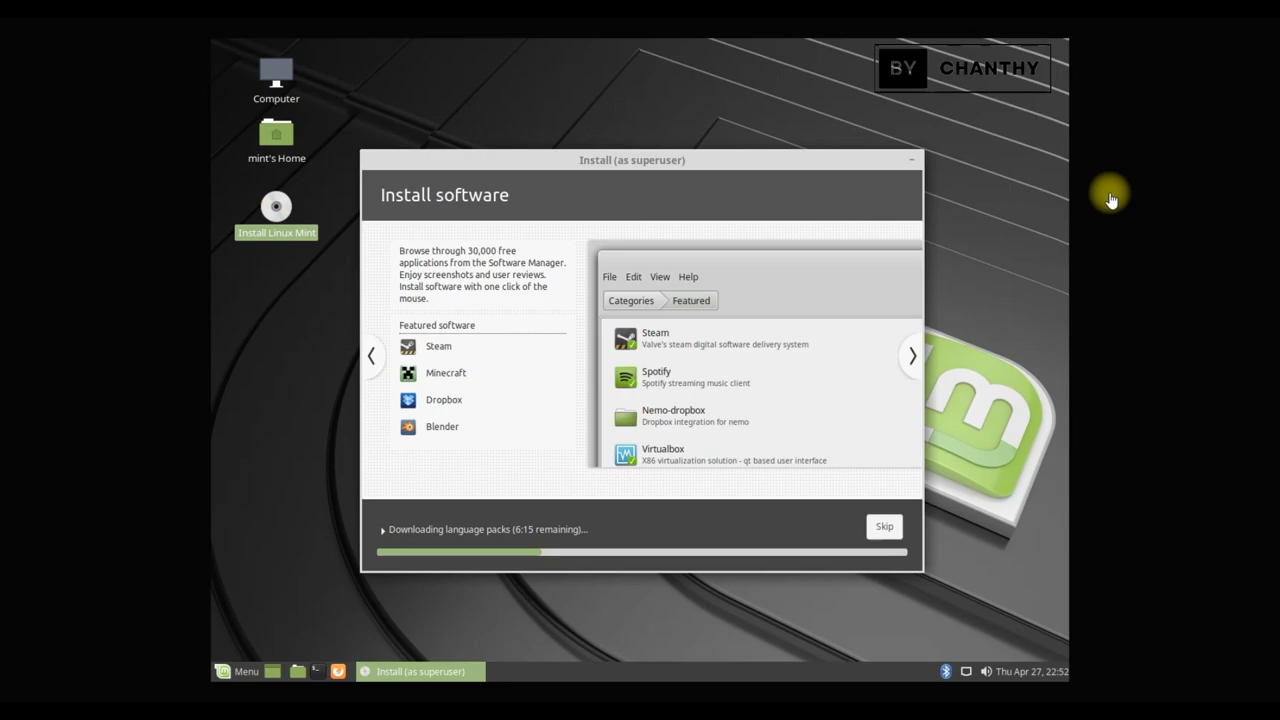 BY CHANTHY
Computer
mint's Home
Install Linux Mint
Install (as superuser)
Install software
Browse through 30,000 free
applications from the Software Manager.
Enjoy screenshots and user reviews.
Install software with one click of the
mouse.
Featured software
Steam
Minecraft
Dropbox
Blender
File Edit View Help
Categories Featured
Steam
Valve's steam digital software delivery system
Spotify
Spotify streaming music client
Nemo-dropbox
Dropbox integration for nemo
Virtualbox
X86 virtualization solution - qt based user interface
Downloading language packs (6:15 remaining)...
Skip
Menu
Install (as superuser)
Thu Apr 27, 22:52